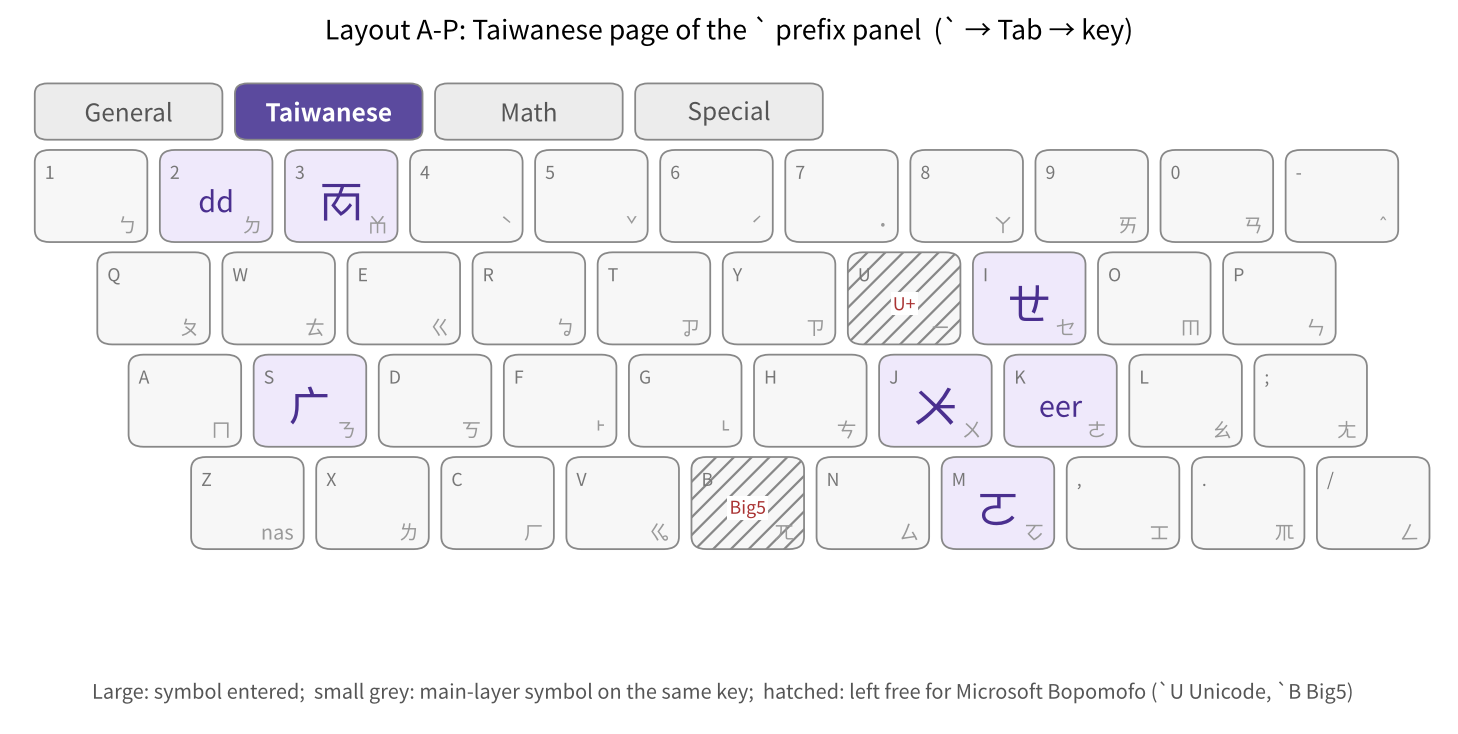 Layout A-P: Taiwanese page of the ` prefix panel (` → Tab → key)
General Taiwanese Math Special
1 ㄅ 2 dd ㄉ 3 4 ˋ 5 ˇ 6 ˊ 7 ˙ 8 ㄚ 9 ㄞ 0 ㄢ - ˆ
Q ㄆ W ㄊ E ㄍ R T Y ㄗ U U+ ㄧ I O P ㄣ
A ㄇ S ㄋ D ㄎ F G H ㄘ J ㄨ K eer ㄜ L ㄠ ; ㄤ
Z nas X ㄌ C ㄏ V B Big5 N ㄙ M , . /ㄥ
Large: symbol entered; small grey: main-layer symbol on the same key; hatched: left free for Microsoft Bopomofo (`U Unicode, `B Big5)